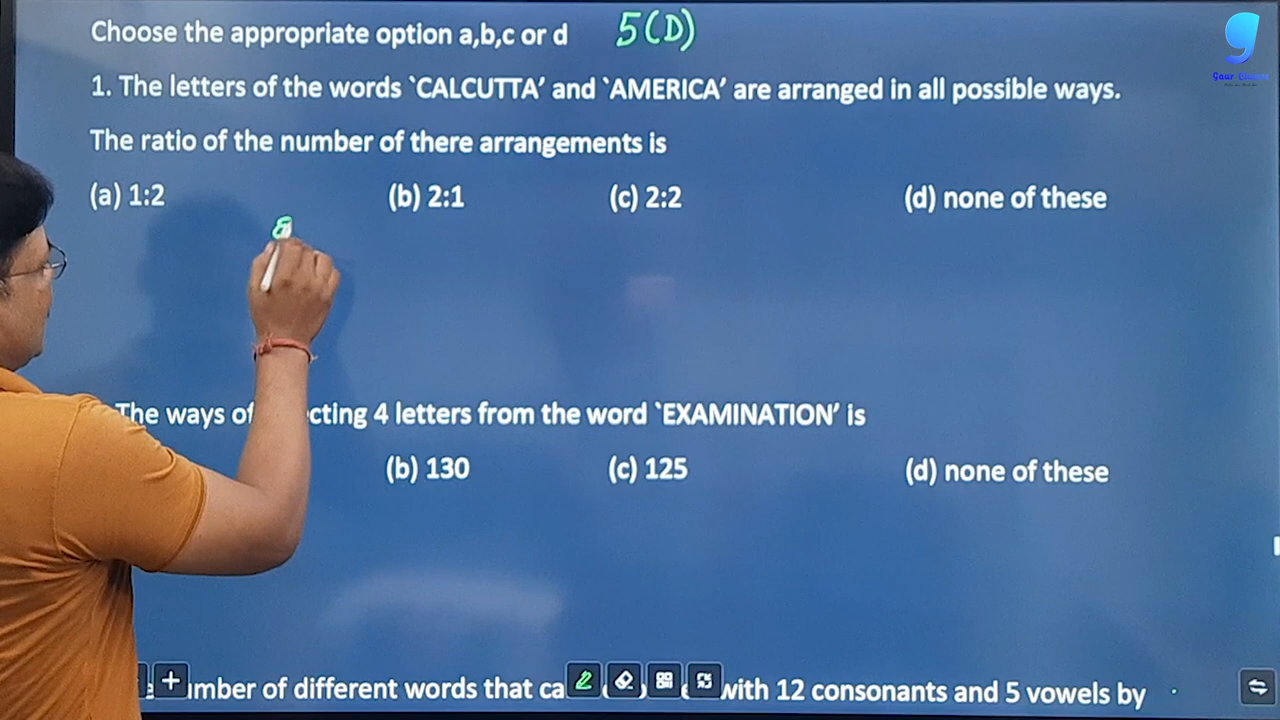 Choose the appropriate option a,b,c or d 5(D)
1. The letters of the words `CALCUTTA' and `AMERICA' are arranged in all possible ways.
The ratio of the number of there arrangements is
(a) 1:2 (b) 2:1 (c) 2:2 (d) none of these
8
The ways of 4 letters from the word `EXAMINATION' is
(b) 130 (c) 125 (d) none of these
of different words that with 12 consonants and 5 vowels by
g
Gaur Classes